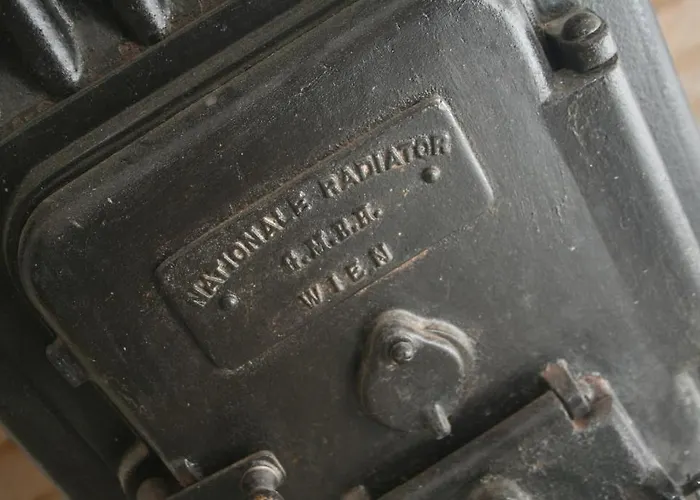 NATIONALE RADIATOR
G.M.B.H.
WIEN